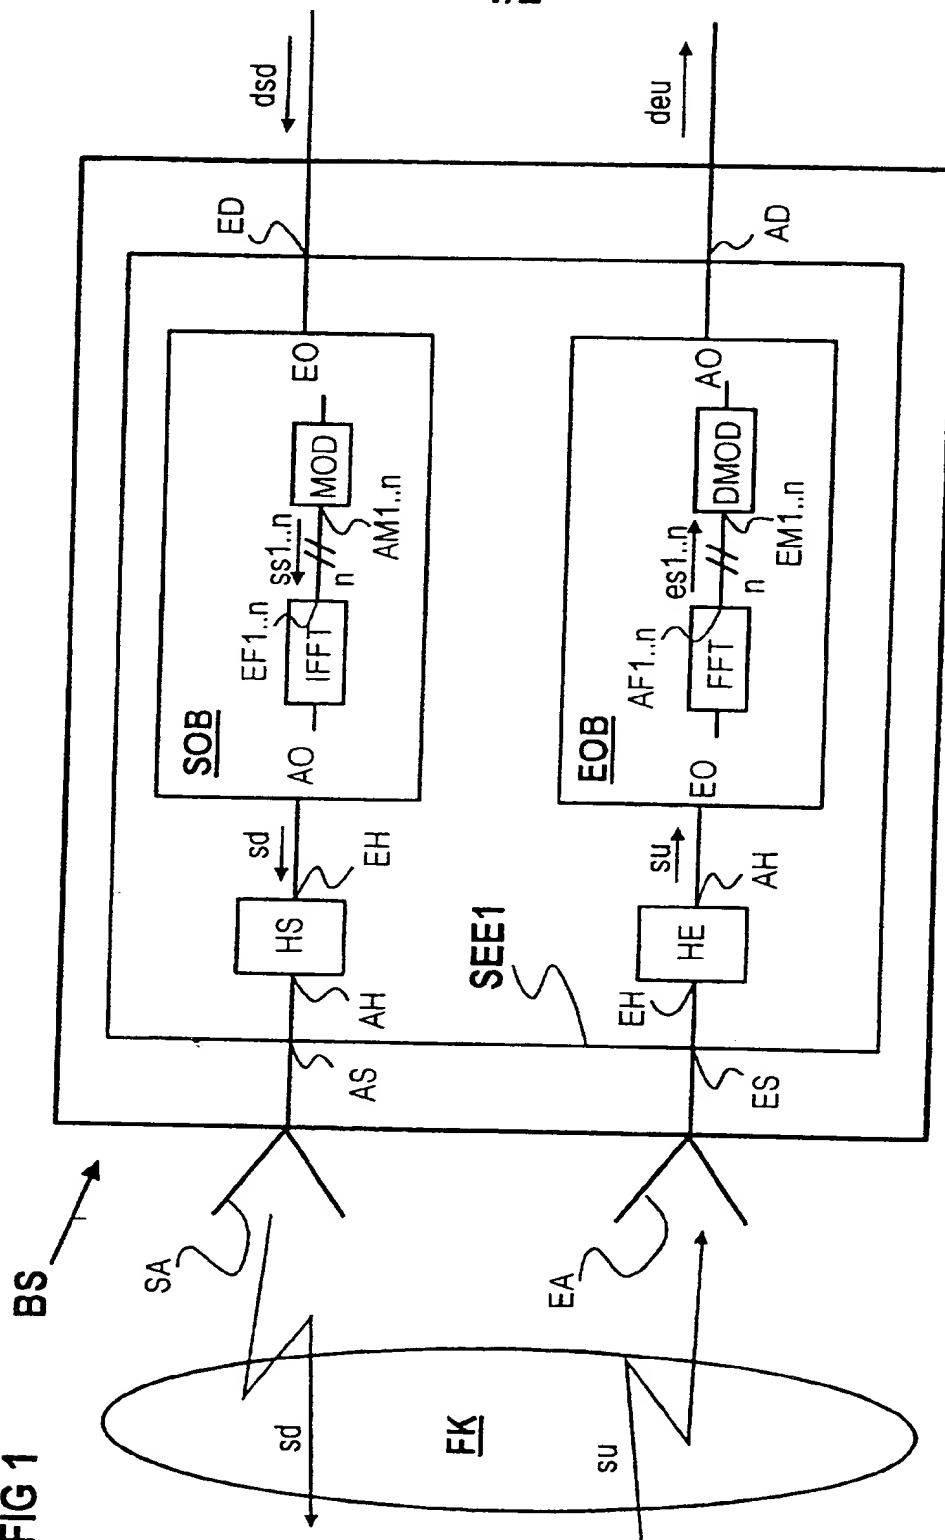 FIG 1
BS
SA
SOB
ED
sd
EF1..n
dsd
sd
ss1..n
HS
AO
IFFT
MOD
EO
n
AS
AH
EH
AM1..n
FK
SEE1
EA
EOB
su
EH
AF1..n
su
es1..n
deu
HE
EO
FFT
DMOD
AO
n
ES
AH
EM1..n
AD